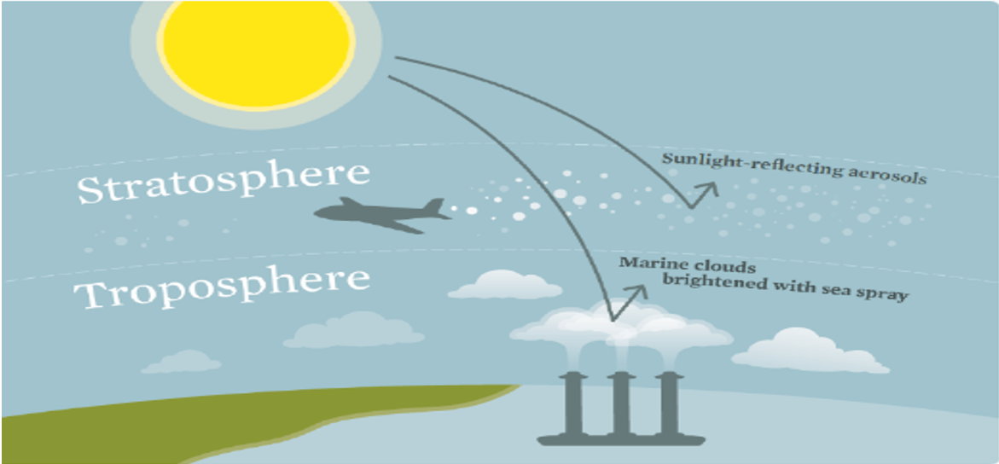 Stratosphere
Sunlight-reflecting aerosols
Troposphere
Marine clouds
brightened with sea spray